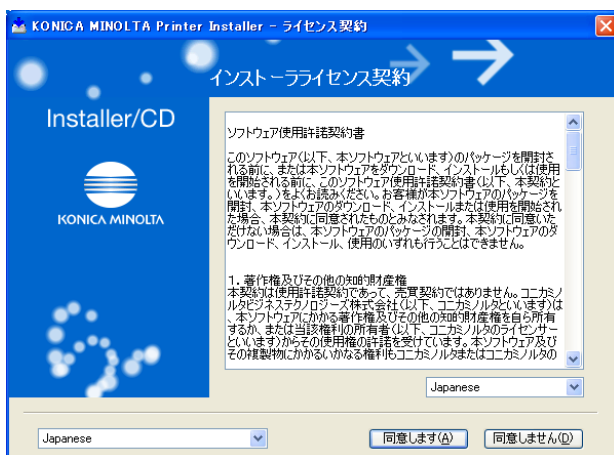 KONICA MINOLTA Printer Installer - ライセンス契約
インストーラライセンス契約
Installer/CD
KONICA MINOLTA
ソフトウェア使用許諾契約書
このソフトウェア(以下、本ソフトウェアといいます)のパッケージを開封さ
れる前に、または本ソフトウェアをダウンロード、インストールもしくは使用
を開始される前に、このソフトウェア使用許諾契約書(以下、本契約と
いいます。)をよくお読みください。お客様が本ソフトウェアのパッケージを
開封、本ソフトウェアのダウンロード、インストールまたは使用を開始され
た場合、本契約に同意されたものとみなされます。本契約に同意いた
だけない場合は、本ソフトウェアのパッケージの開封、本ソフトウェアのダ
ウンロード、インストール、使用のいずれも行うことはできません。
1. 著作権及びその他の知的財産権
本契約は使用許諾契約であって、売買契約ではありません。コニカミノ
ルタビジネステクノロジーズ株式会社(以下、コニカミノルタといいます)は
、本ソフトウェアにかかる著作権及びその他の知的財産権を自ら所有
するか、または当該権利の所有者(以下、コニカミノルタのライセンサー
といいます)からその使用権の許諾を受けています。本ソフトウェア及び
その複製物にかかるいかなる権利もコニカミノルタまたはコニカミノルタの
Japanese
Japanese
同意します(A)
同意しません(D)